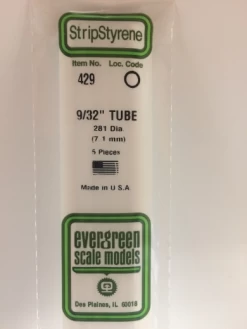 StripStyrene
Item No. Loc. Code
429
9/32" TUBE
281 Dia.
(7.1 mm)
5 Pieces
Made in U.S.A
evergreen
scale models
Des Plaines, IL 60018